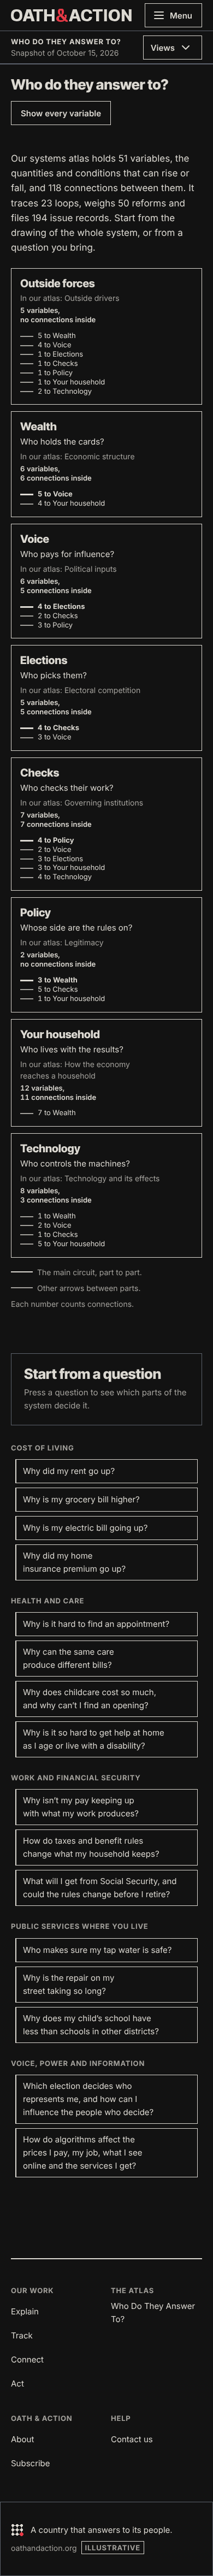 OATH&ACTION
Menu
WHO DO THEY ANSWER TO?
Snapshot of October 15, 2026
Views
Who do they answer to?
Show every variable
Our systems atlas holds 51 variables, the
quantities and conditions that can rise or
fall, and 118 connections between them. It
traces 23 loops, weighs 50 reforms and
files 194 issue records. Start from the
drawing of the whole system, or from a
question you bring.
Outside forces
In our atlas: Outside drivers
5 variables,
no connections inside
5 to Wealth
4 to Voice
1 to Elections
1 to Checks
1 to Policy
1 to Your household
2 to Technology
Wealth
Who holds the cards?
In our atlas: Economic structure
6 variables,
6 connections inside
5 to Voice
4 to Your household
Voice
Who pays for influence?
In our atlas: Political inputs
6 variables,
5 connections inside
4 to Elections
2 to Checks
3 to Policy
Elections
Who picks them?
In our atlas: Electoral competition
5 variables,
5 connections inside
4 to Checks
3 to Voice
Checks
Who checks their work?
In our atlas: Governing institutions
7 variables,
7 connections inside
4 to Policy
2 to Voice
3 to Elections
3 to Your household
4 to Technology
Policy
Whose side are the rules on?
In our atlas: Legitimacy
2 variables,
no connections inside
3 to Wealth
5 to Checks
1 to Your household
Your household
Who lives with the results?
In our atlas: How the economy
reaches a household
12 variables,
11 connections inside
7 to Wealth
Technology
Who controls the machines?
In our atlas: Technology and its effects
8 variables,
3 connections inside
1 to Wealth
2 to Voice
1 to Checks
5 to Your household
The main circuit, part to part.
Other arrows between parts.
Each number counts connections.
Start from a question
Press a question to see which parts of the
system decide it.
COST OF LIVING
Why did my rent go up?
Why is my grocery bill higher?
Why is my electric bill going up?
Why did my home
insurance premium go up?
HEALTH AND CARE
Why is it hard to find an appointment?
Why can the same care
produce different bills?
Why does childcare cost so much,
and why can't I find an opening?
Why is it so hard to get help at home
as I age or live with a disability?
WORK AND FINANCIAL SECURITY
Why isn't my pay keeping up
with what my work produces?
How do taxes and benefit rules
change what my household keeps?
What will I get from Social Security, and
could the rules change before I retire?
PUBLIC SERVICES WHERE YOU LIVE
Who makes sure my tap water is safe?
Why is the repair on my
street taking so long?
Why does my child's school have
less than schools in other districts?
VOICE, POWER AND INFORMATION
Which election decides who
represents me, and how can I
influence the people who decide?
How do algorithms affect the
prices I pay, my job, what I see
online and the services I get?
OUR WORK
Explain
Track
Connect
Act
THE ATLAS
Who Do They Answer
To?
OATH & ACTION
About
Subscribe
HELP
Contact us
A country that answers to its people.
oathandaction.org
ILLUSTRATIVE